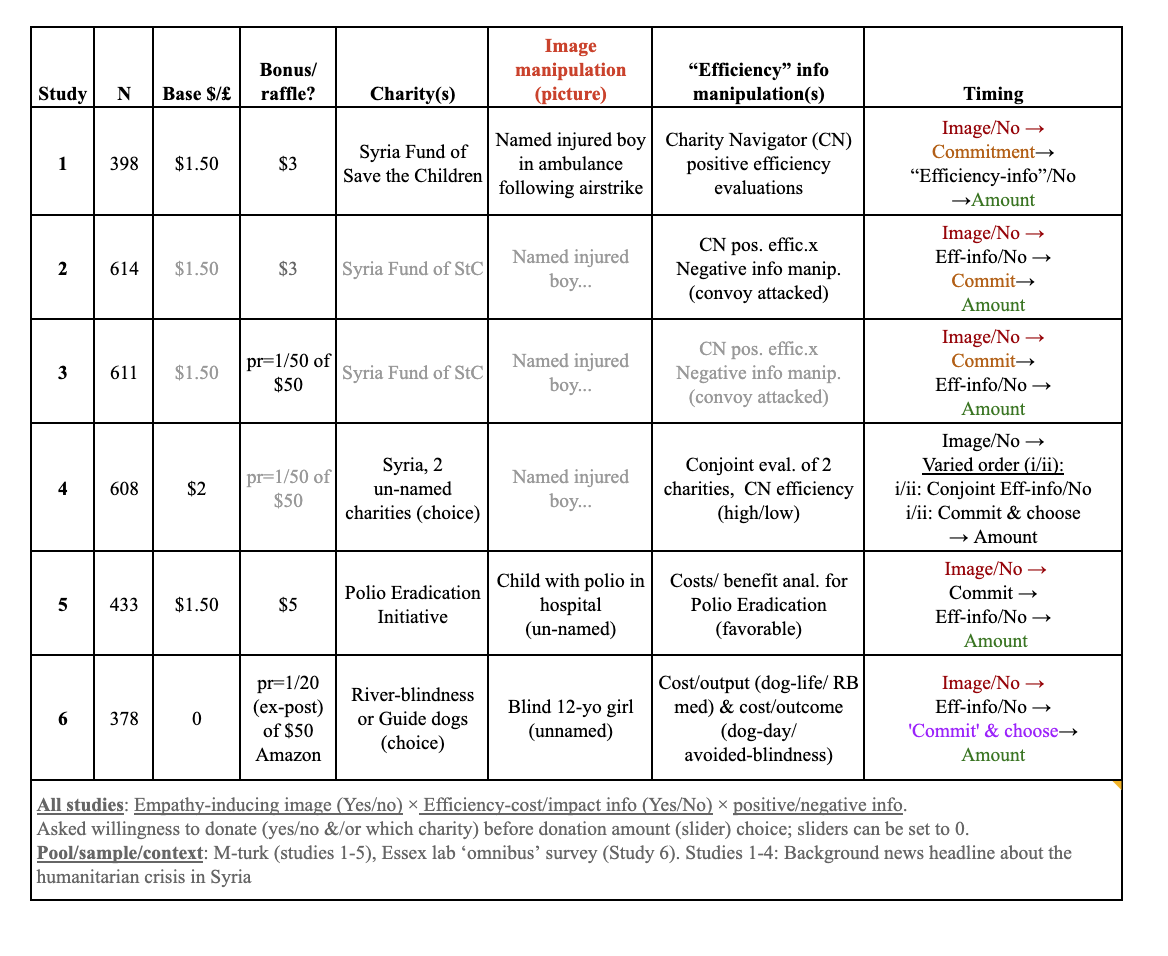 Study N Base $/£ Bonus/ raffle? Charity(s) Image manipulation (picture) “Efficiency” info manipulation(s) Timing
1
398
$1.50
$3
Syria Fund of
Save the Children
Named injured boy
in ambulance
following airstrike
Charity Navigator (CN)
positive efficiency
evaluations
Image/No →
Commitment→
“Efficiency-info”/No
→Amount
2
614
$1.50
$3
Syria Fund of StC
Named injured
boy...
CN pos. effic.x
Negative info manip.
(convoy attacked)
Image/No →
Eff-info/No →
Commit→
Amount
3
611
$1.50
pr=1/50 of
$50
Syria Fund of StC
Named injured
boy...
CN pos. effic.x
Negative info manip.
(convoy attacked)
Image/No →
Commit→
Eff-info/No →
Amount
4
608
$2
pr=1/50 of
$50
Syria, 2
un-named
charities (choice)
Named injured
boy...
Conjoint eval. of 2
charities, CN efficiency
(high/low)
Image/No →
Varied order (i/ii):
i/ii: Conjoint Eff-info/No
i/ii: Commit & choose
→ Amount
5
433
$1.50
$5
Polio Eradication
Initiative
Child with polio in
hospital
(un-named)
Costs/ benefit anal. for
Polio Eradication
(favorable)
Image/No →
Commit →
Eff-info/No →
Amount
6
378
0
pr=1/20
(ex-post)
of $50
Amazon
River-blindness
or Guide dogs
(choice)
Blind 12-yo girl
(unnamed)
Cost/output (dog-life/ RB
med) & cost/outcome
(dog-day/
avoided-blindness)
Image/No →
Eff-info/No →
'Commit' & choose→
Amount
All studies: Empathy-inducing image (Yes/no) × Efficiency-cost/impact info (Yes/No) × positive/negative info.
Asked willingness to donate (yes/no &/or which charity) before donation amount (slider) choice; sliders can be set to 0.
Pool/sample/context: M-turk (studies 1-5), Essex lab ‘omnibus’ survey (Study 6). Studies 1-4: Background news headline about the
humanitarian crisis in Syria